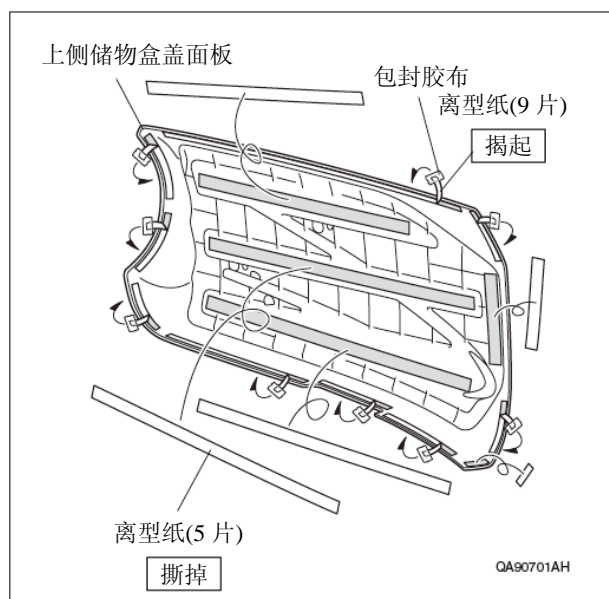 上侧储物盒盖面板
包封胶布
离型纸(9 片)
揭起
离型纸(5 片)
撕掉
QA90701AH